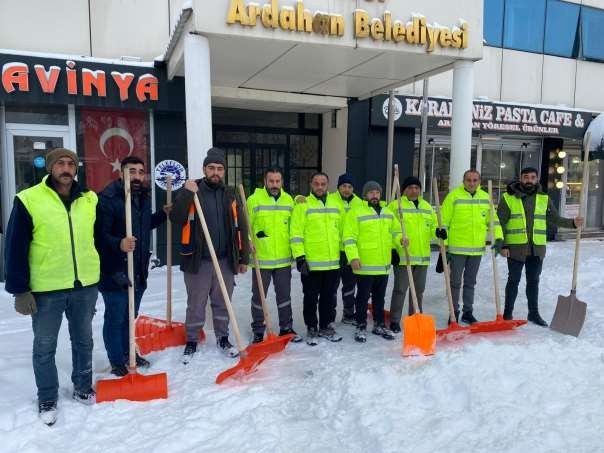 Ardahan Belediyesi
AVINYA
KARADENİZ PASTA CAFE &
YÖRESEL ÜRÜNLER